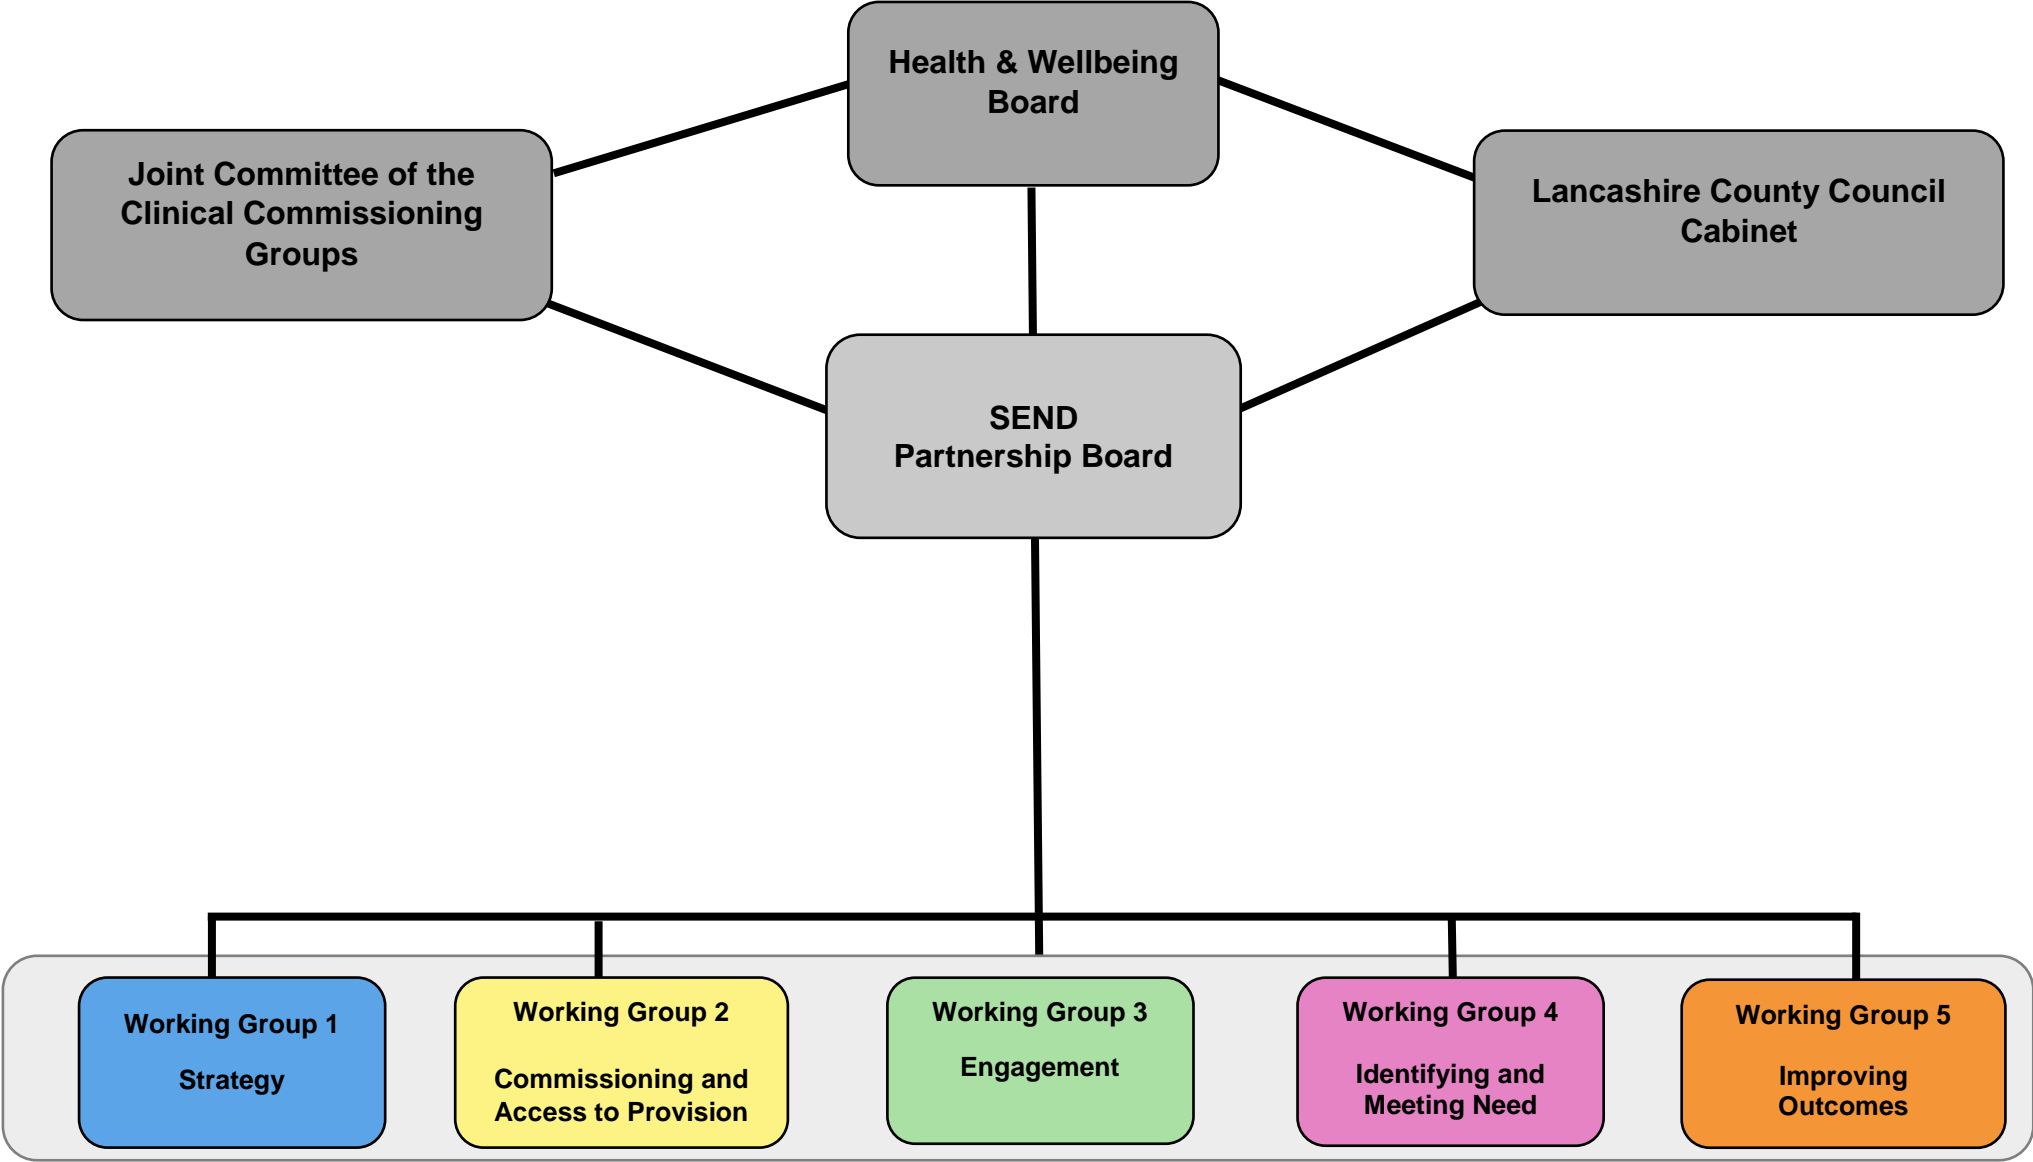 Health & Wellbeing
Board
Joint Committee of the
Clinical Commissioning
Groups
Lancashire County Council
Cabinet
SEND
Partnership Board
Working Group 1
Strategy
Working Group 2
Commissioning and
Access to Provision
Working Group 3
Engagement
Working Group 4
Identifying and
Meeting Need
Working Group 5
Improving
Outcomes